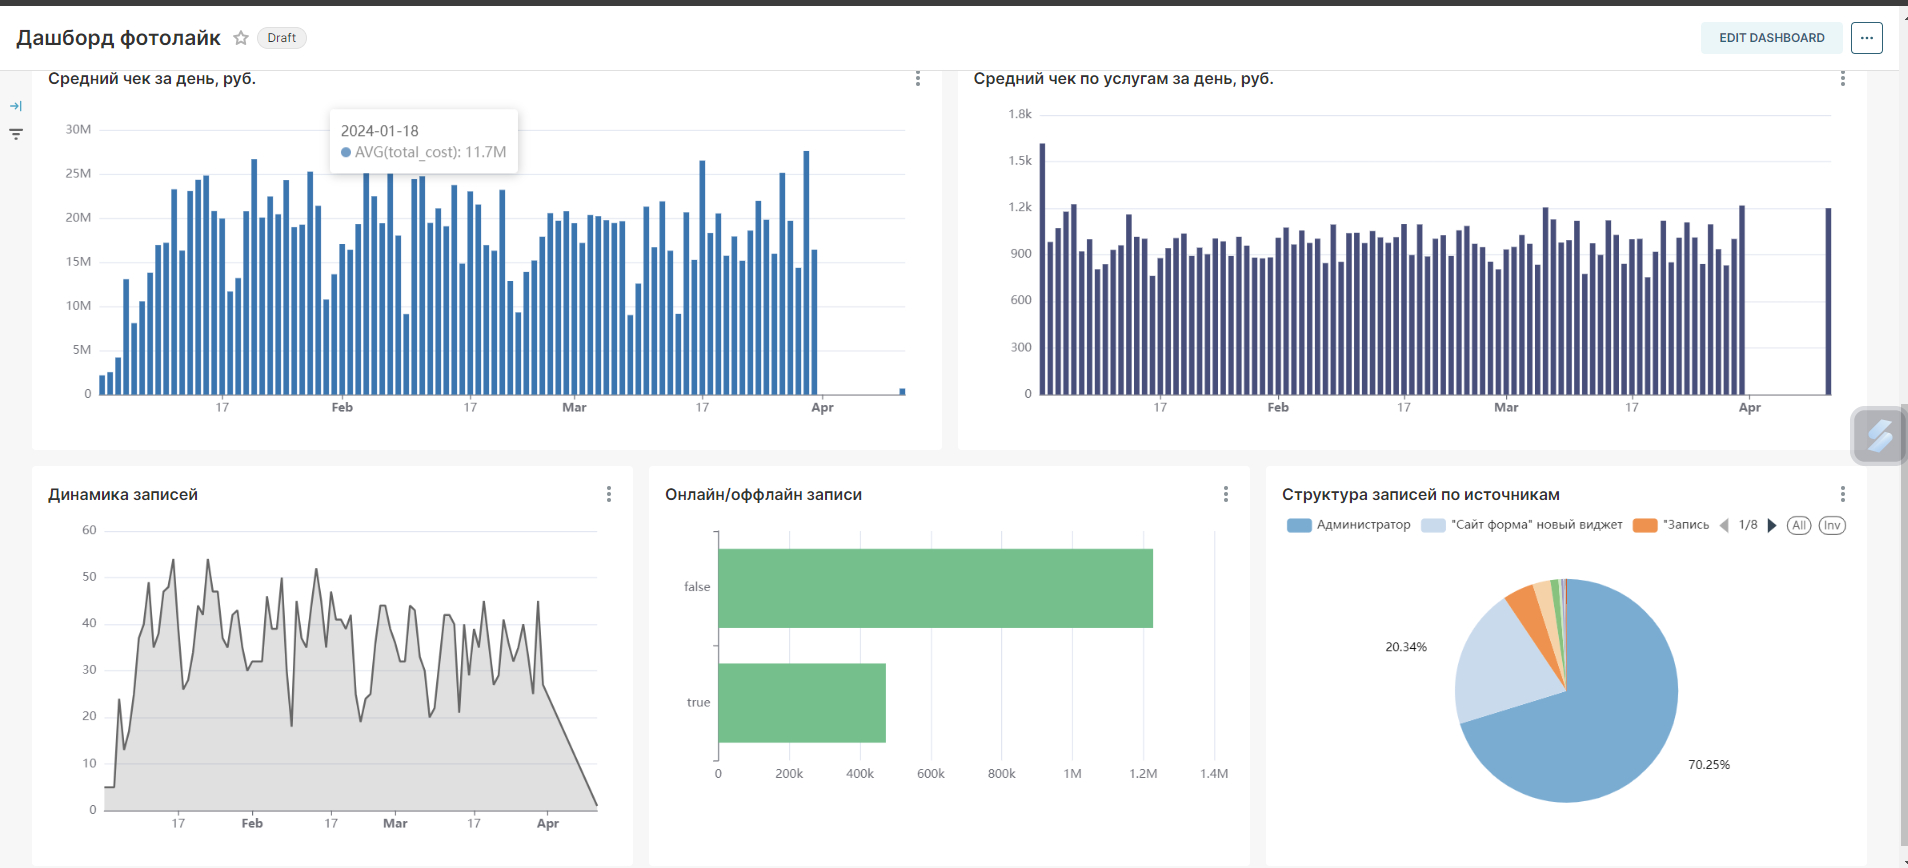 Дашборд фотолайк
Draft
EDIT DASHBOARD
...
Средний чек за день, руб.
30M
25M
20M
15M
10M
5M
0
17
Feb
17
Mar
17
Apr
2024-01-18
AVG(total_cost): 11.7M
Средний чек по услугам за день, руб.
1.8k
1.5k
1.2k
900
600
300
0
17
Feb
17
Mar
17
Apr
Динамика записей
60
50
40
30
20
10
0
17
Feb
17
Mar
17
Apr
Онлайн/оффлайн записи
false
true
0
200k
400k
600k
800k
1M
1.2M
1.4M
Структура записей по источникам
Администратор
"Сайт форма" новый виджет
"Запись
1/8
All
Inv
20.34%
70.25%